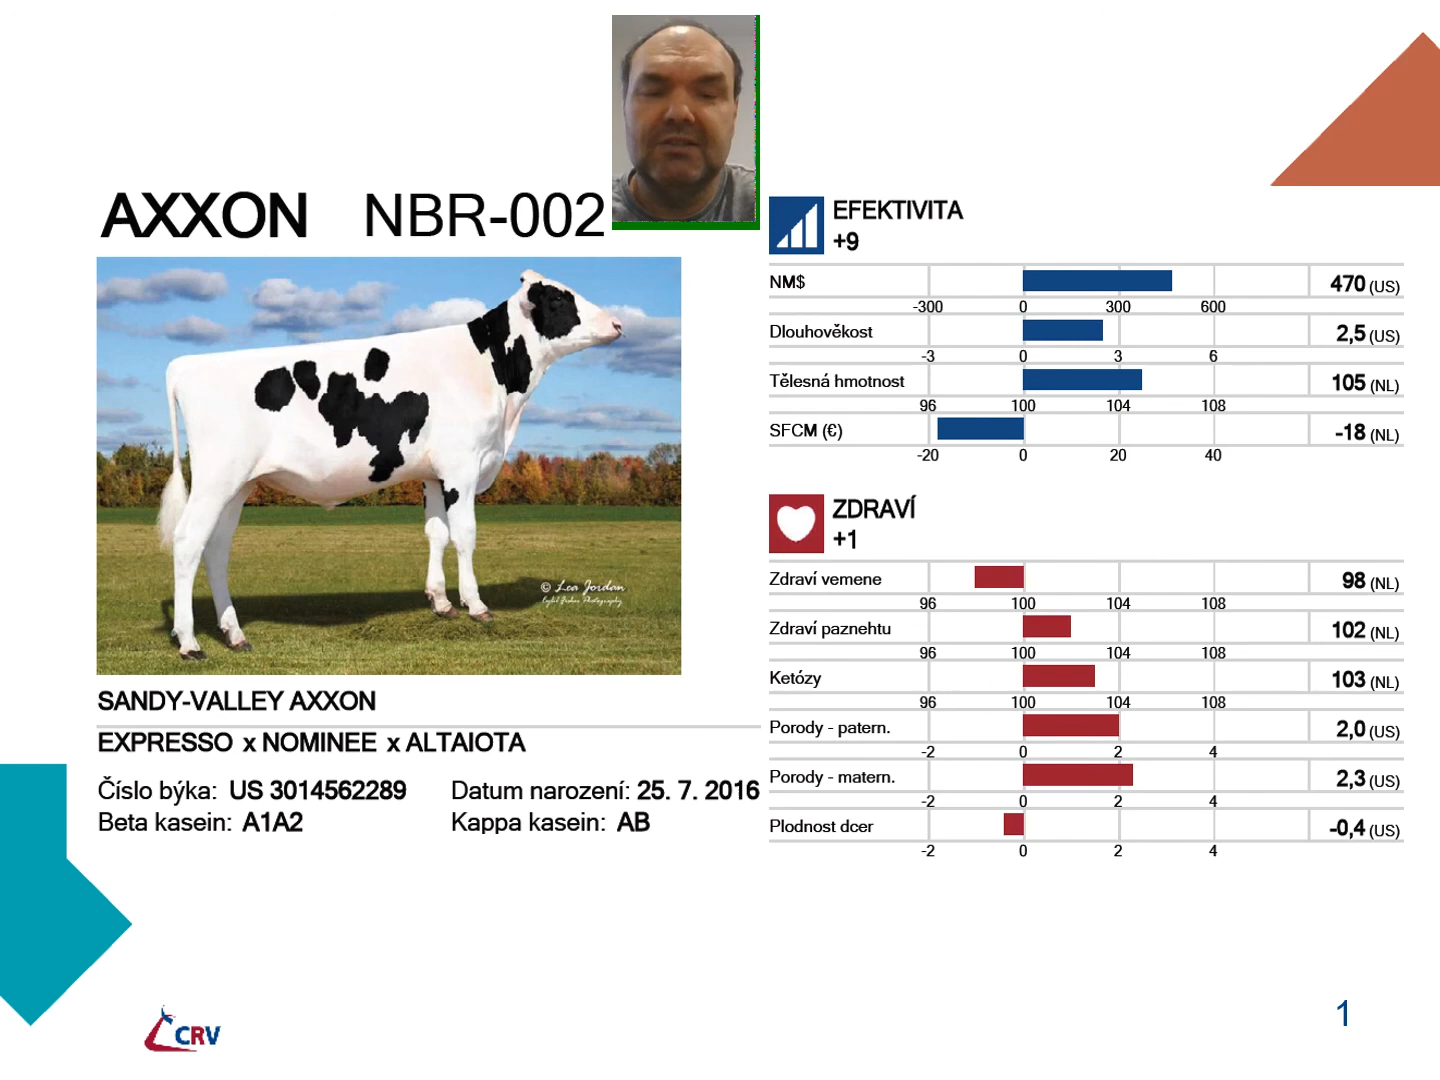 AXXON NBR-002
© Lea Jordan
SANDY-VALLEY AXXON
EXPRESSO x NOMINEE x ALTAIOTA
Číslo býka: US 3014562289 Datum narození: 25. 7. 2016
Beta kasein: A1A2 Kappa kasein: AB
EFEKTIVITA
+9
NM$ 470 (US)
-300 0 300 600
Dlouhověkost 2,5 (US)
-3 0 3 6
Tělesná hmotnost 105 (NL)
96 100 104 108
SFCM (€) -18 (NL)
-20 0 20 40
ZDRAVÍ
+1
Zdraví vemene 98 (NL)
96 100 104 108
Zdraví paznehtu 102 (NL)
96 100 104 108
Ketózy 103 (NL)
96 100 104 108
Porody - patern. 2,0 (US)
-2 0 2 4
Porody - matern. 2,3 (US)
-2 0 2 4
Plodnost dcer -0,4 (US)
-2 0 2 4
CRV
1